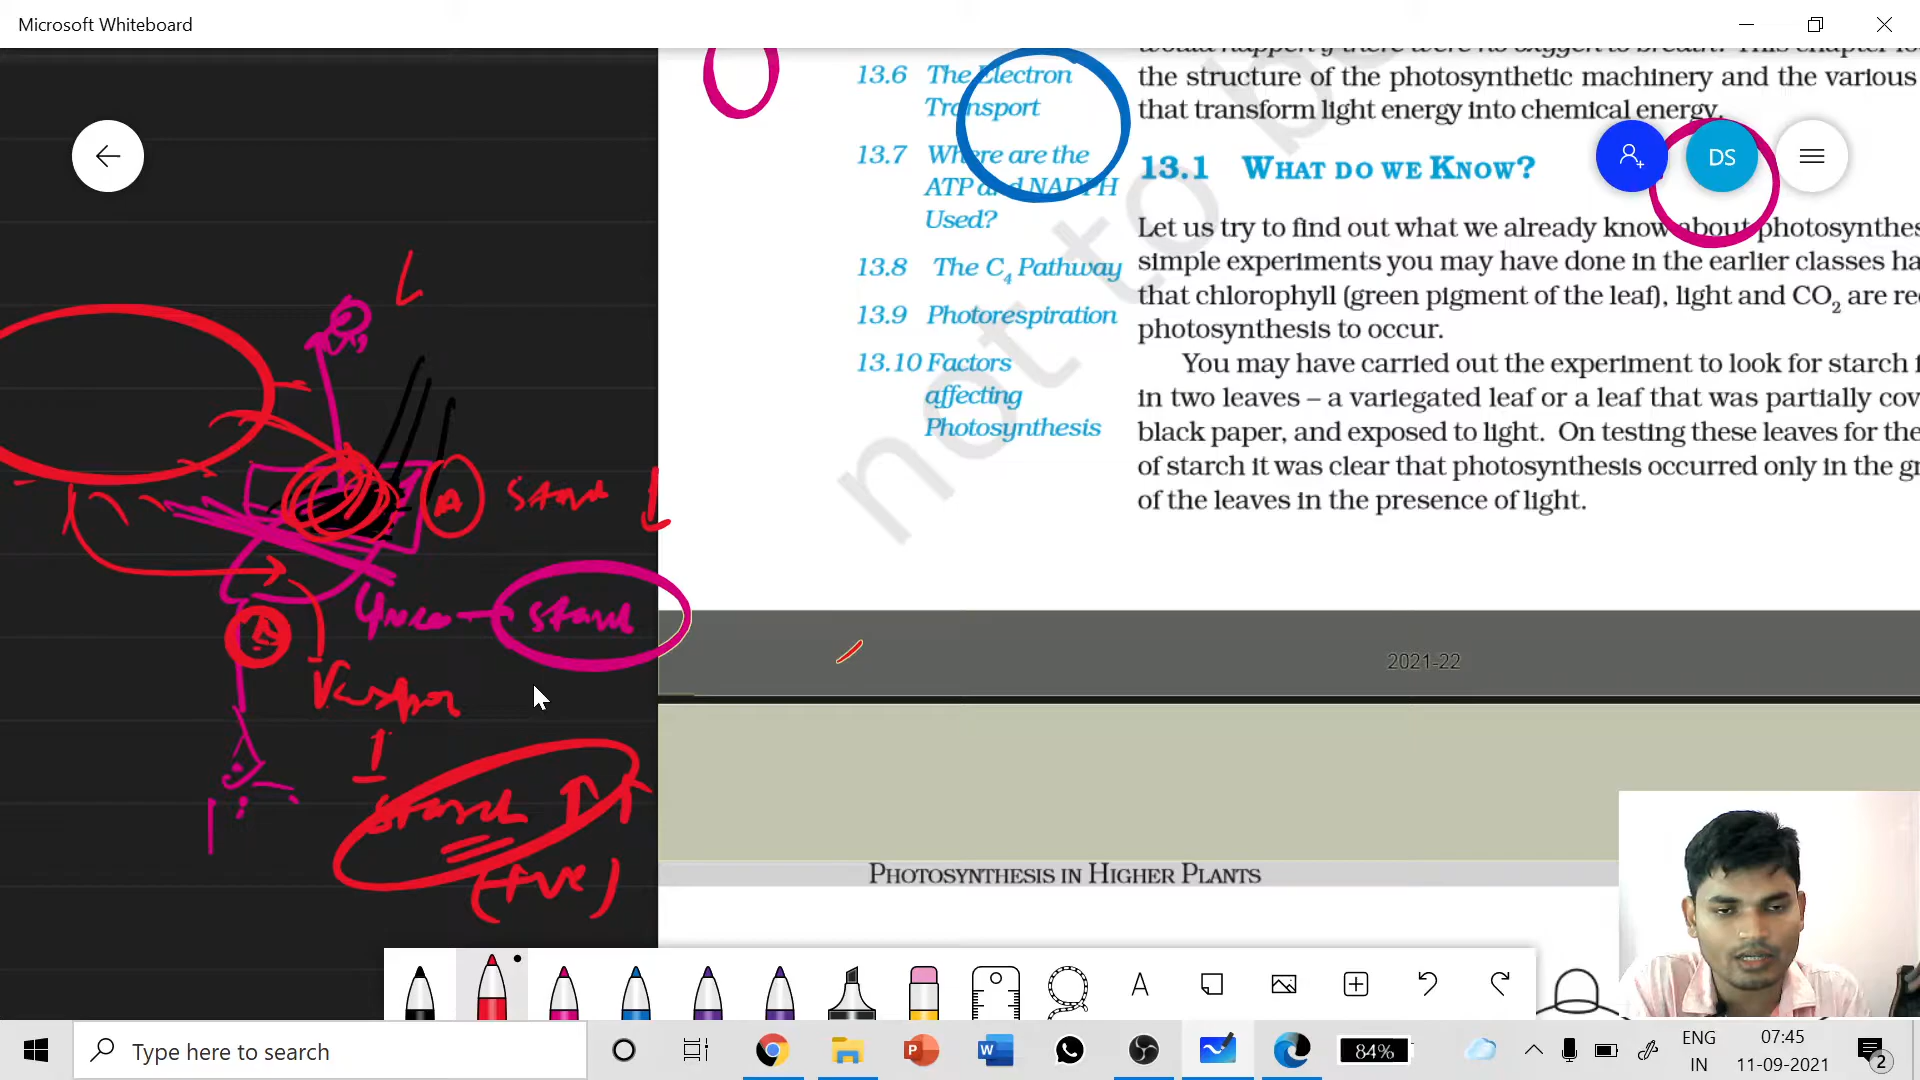 Microsoft Whiteboard
13.6 The Electron
Transport
13.7 Where are the
ATP and NADPH
Used?
13.8 The C4 Pathway
13.9 Photorespiration
13.10 Factors
affecting
Photosynthesis
the structure of the photosynthetic machinery and the various
that transform light energy into chemical energy.
13.1 WHAT DO WE KNOW?
DS
Let us try to find out what we already know about photosynthes
simple experiments you may have done in the earlier classes ha
that chlorophyll (green pigment of the leaf), light and CO2 are re
photosynthesis to occur.
You may have carried out the experiment to look for starch f
in two leaves – a variegated leaf or a leaf that was partially cov
black paper, and exposed to light. On testing these leaves for the
of starch it was clear that photosynthesis occurred only in the gr
of the leaves in the presence of light.
not to b
L
A starch
starch
B
starch
(+ve)
2021-22
PHOTOSYNTHESIS IN HIGHER PLANTS
A
Type here to search
84%
ENG
IN
07:45
11-09-2021
2